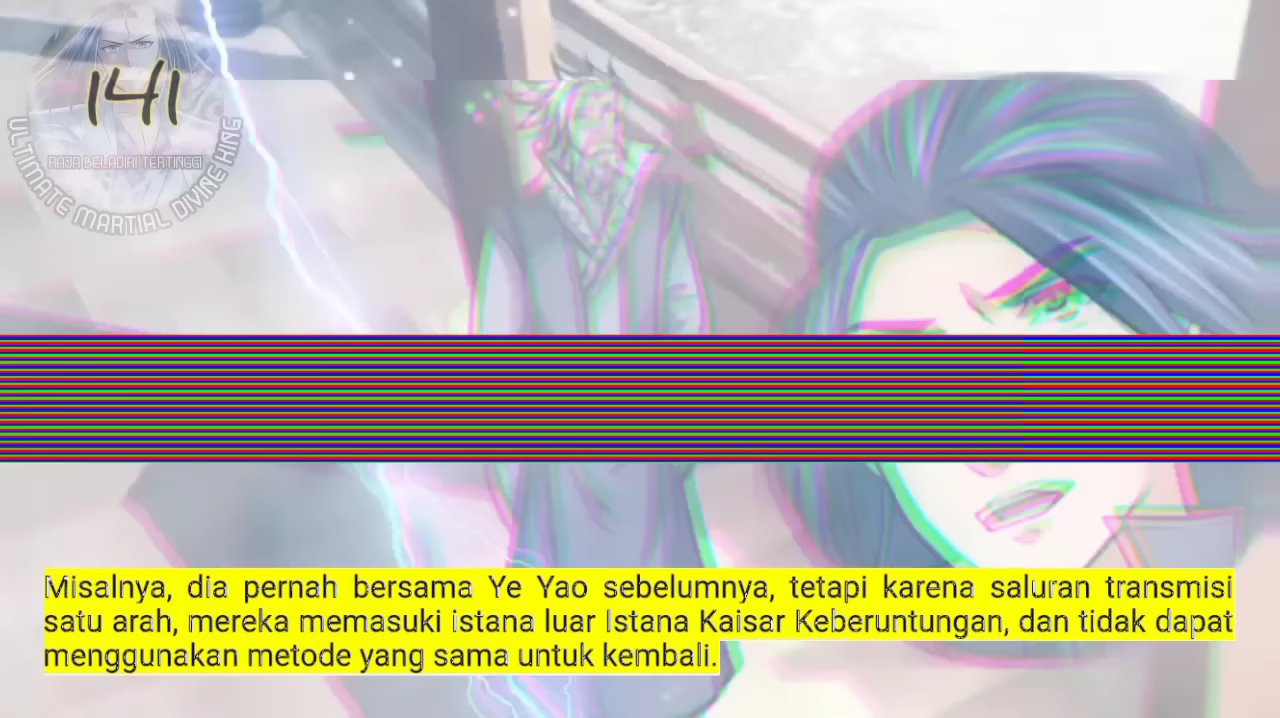 141
RAJA BELADIRI TERTINGGI
ULTIMATE MARTIAL DIVINE KING
Misalnya, dia pernah bersama Ye Yao sebelumnya, tetapi karena saluran transmisi
satu arah, mereka memasuki istana luar Istana Kaisar Keberuntungan, dan tidak dapat
menggunakan metode yang sama untuk kembali.